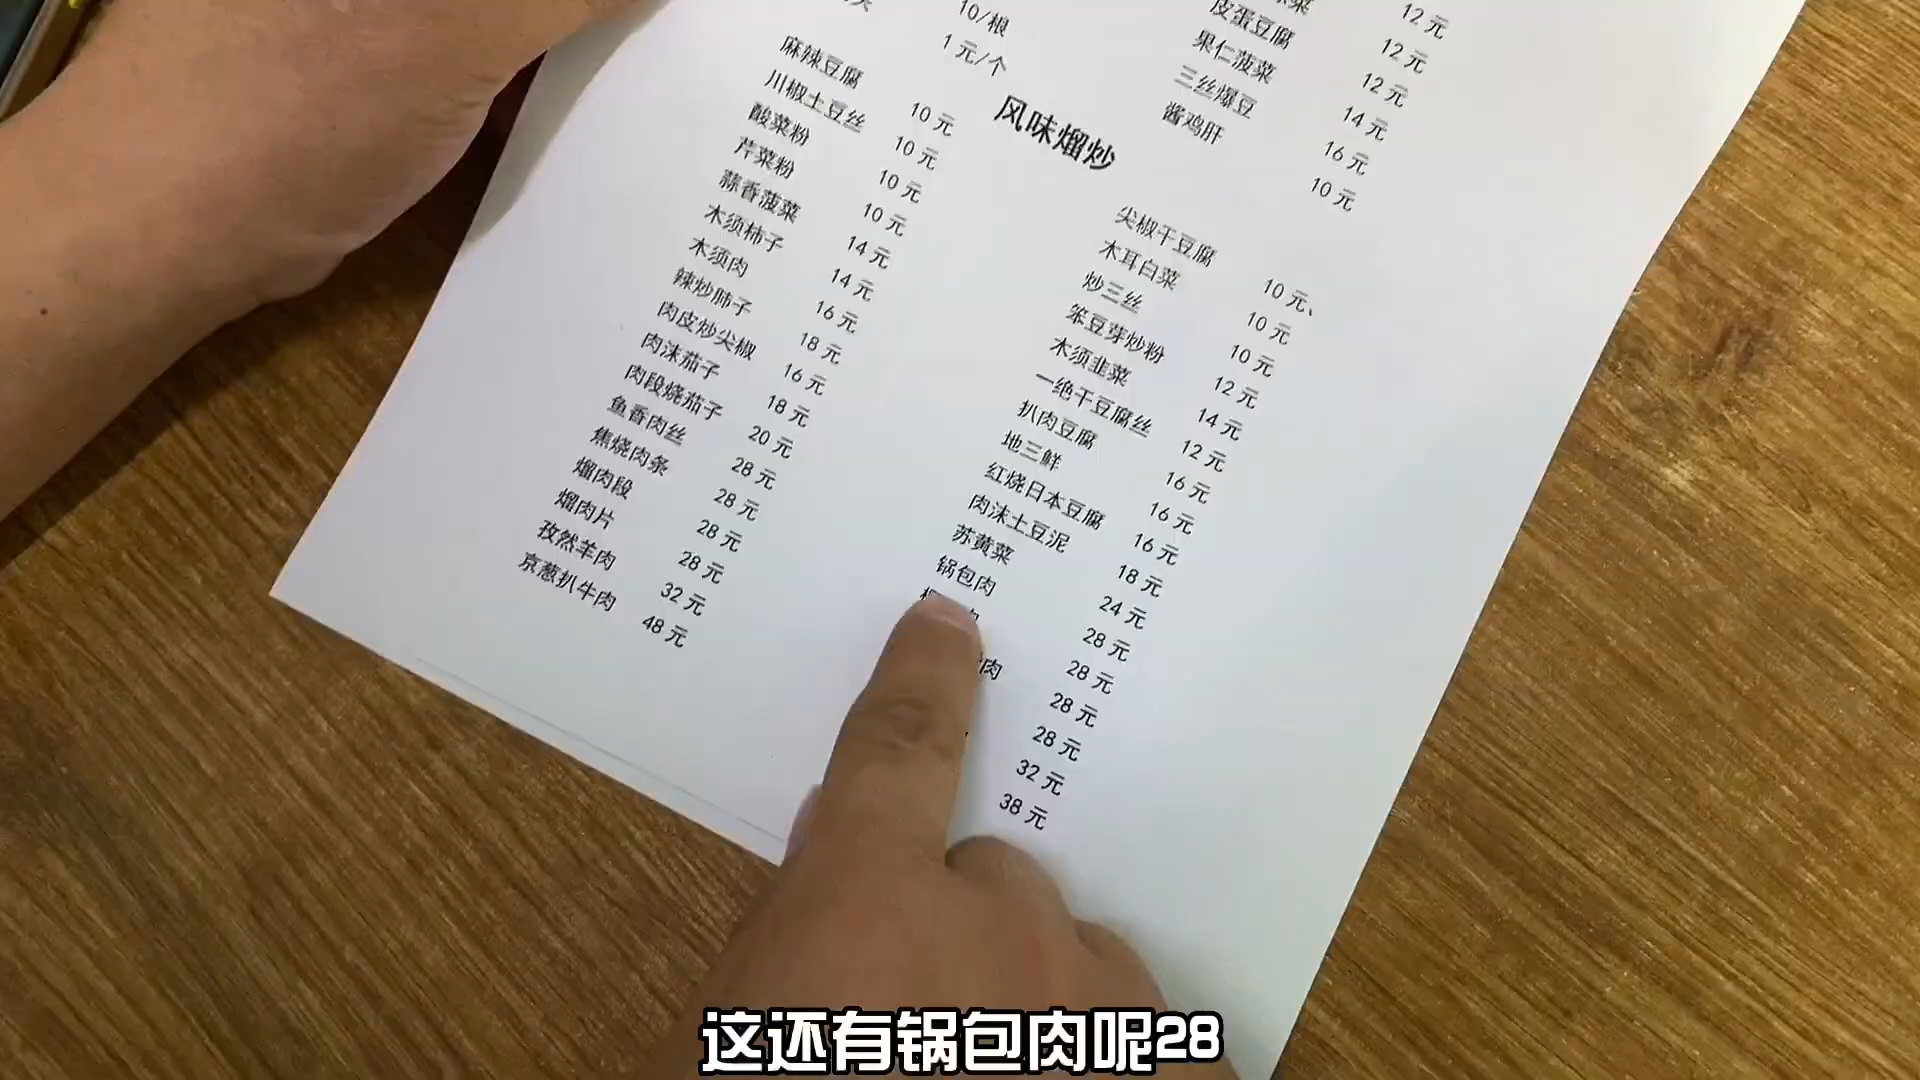 10/根
1元/个
12元
菜 12元
皮蛋豆腐 12元
果仁菠菜 14元
三丝爆豆 16元
酱鸡肝 10元
风味熘炒
麻辣豆腐 10元
川椒土豆丝 10元
酸菜粉 10元
芹菜粉 10元
蒜香菠菜 14元
木须柿子 14元
木须肉 16元
辣炒肺子 18元
肉皮炒尖椒 16元
肉沫茄子 18元
肉段烧茄子 20元
鱼香肉丝 28元
焦烧肉条 28元
熘肉段 28元
熘肉片 28元
孜然羊肉 32元
京葱扒牛肉 48元
尖椒干豆腐 10元、
木耳白菜 10元
炒三丝 10元
笨豆芽炒粉 12元
木须韭菜 14元
一绝干豆腐丝 12元
扒肉豆腐 16元
地三鲜 16元
红烧日本豆腐 16元
肉沫土豆泥 18元
苏黄菜 24元
锅包肉 28元
肉 28元
肉 28元
28元
32元
38元
这还有锅包肉呢28